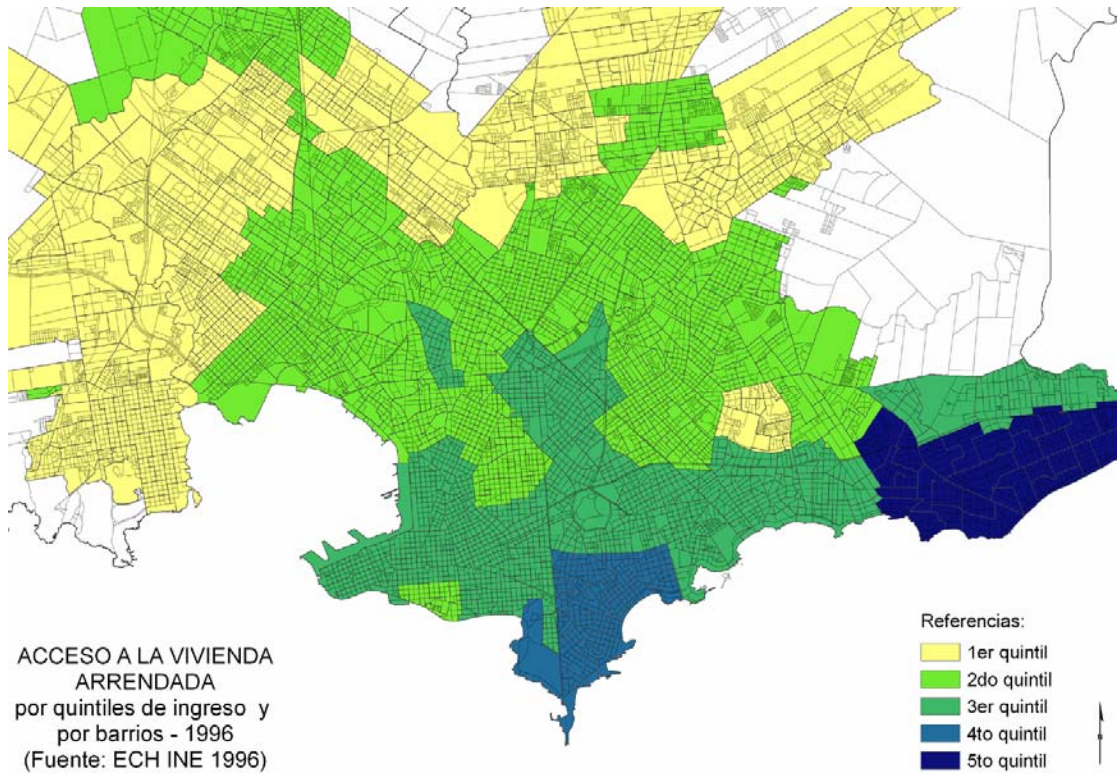 ACCESO A LA VIVIENDA
ARRENDADA
por quintiles de ingreso y
por barrios - 1996
(Fuente: ECH INE 1996)
Referencias:
1er quintil
2do quintil
3er quintil
4to quintil
5to quintil